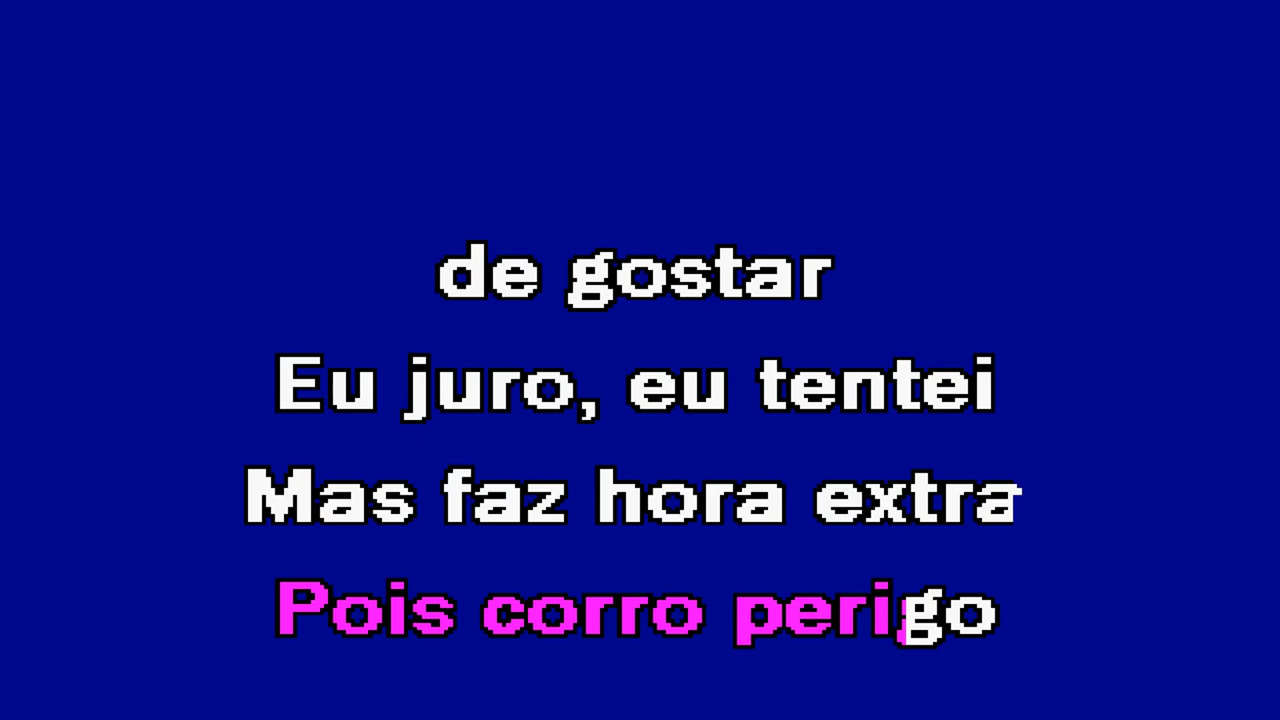 de gostar
Eu juro, eu tentei
Mas faz hora extra
Pois corro perigo